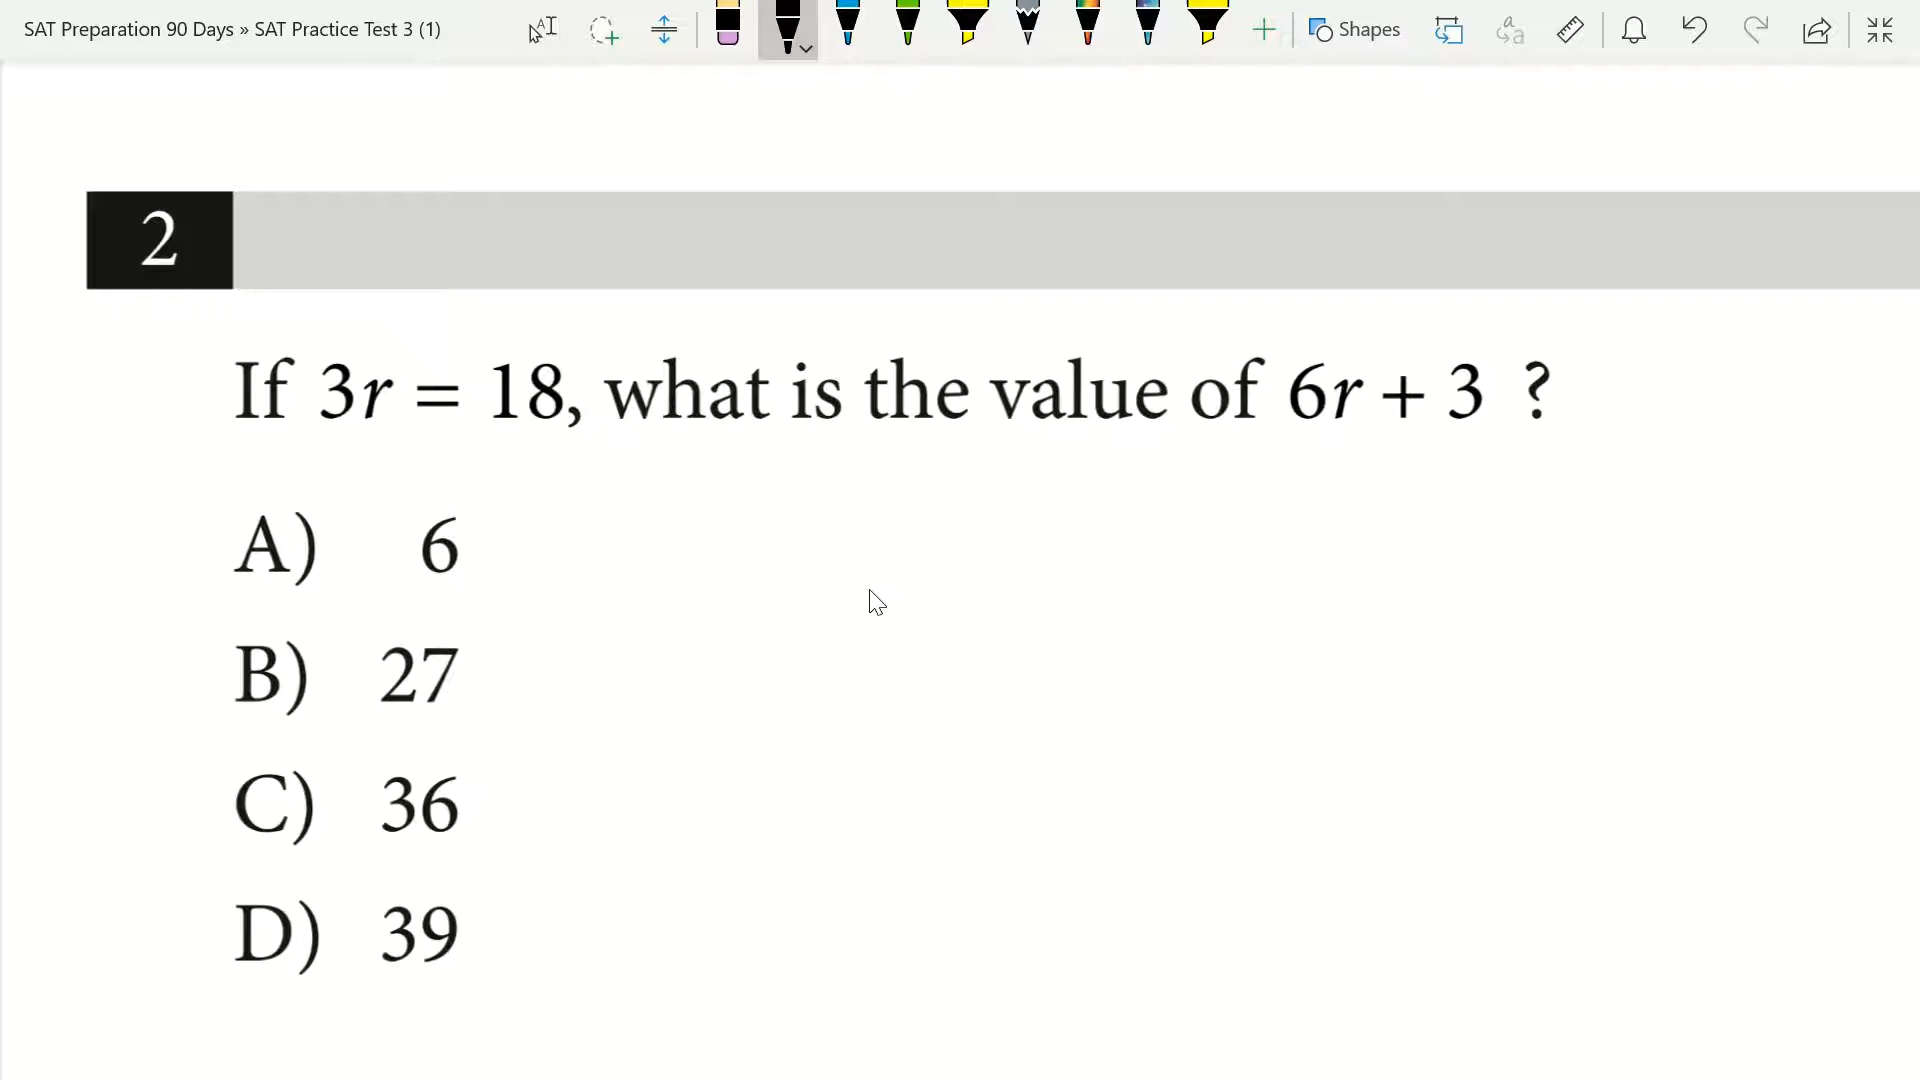 SAT Preparation 90 Days » SAT Practice Test 3 (1)
Shapes
2
If 3r = 18, what is the value of 6r + 3 ?
A) 6
B) 27
C) 36
D) 39